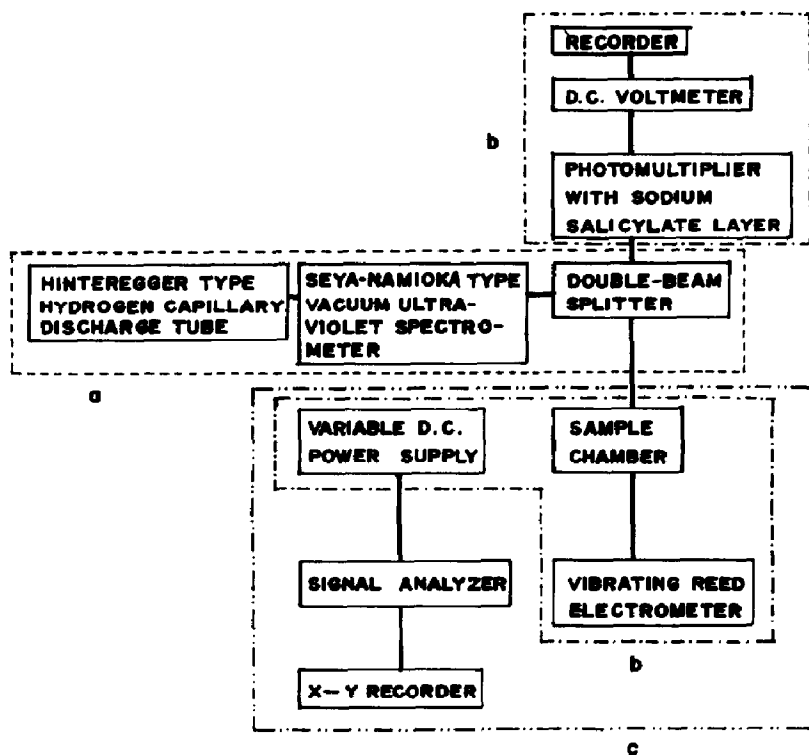 RECORDER
D.C. VOLTMETER
b
PHOTOMULTIPLIER
WITH SODIUM
SALICYLATE LAYER
HINTEREGGER TYPE
HYDROGEN CAPILLARY
DISCHARGE TUBE
SEYA-NAMIOKA TYPE
VACUUM ULTRA-
VIOLET SPECTRO-
METER
DOUBLE-BEAM
SPLITTER
a
VARIABLE D.C.
POWER SUPPLY
SAMPLE
CHAMBER
SIGNAL ANALYZER
VIBRATING REED
ELECTROMETER
b
X-Y RECORDER
c